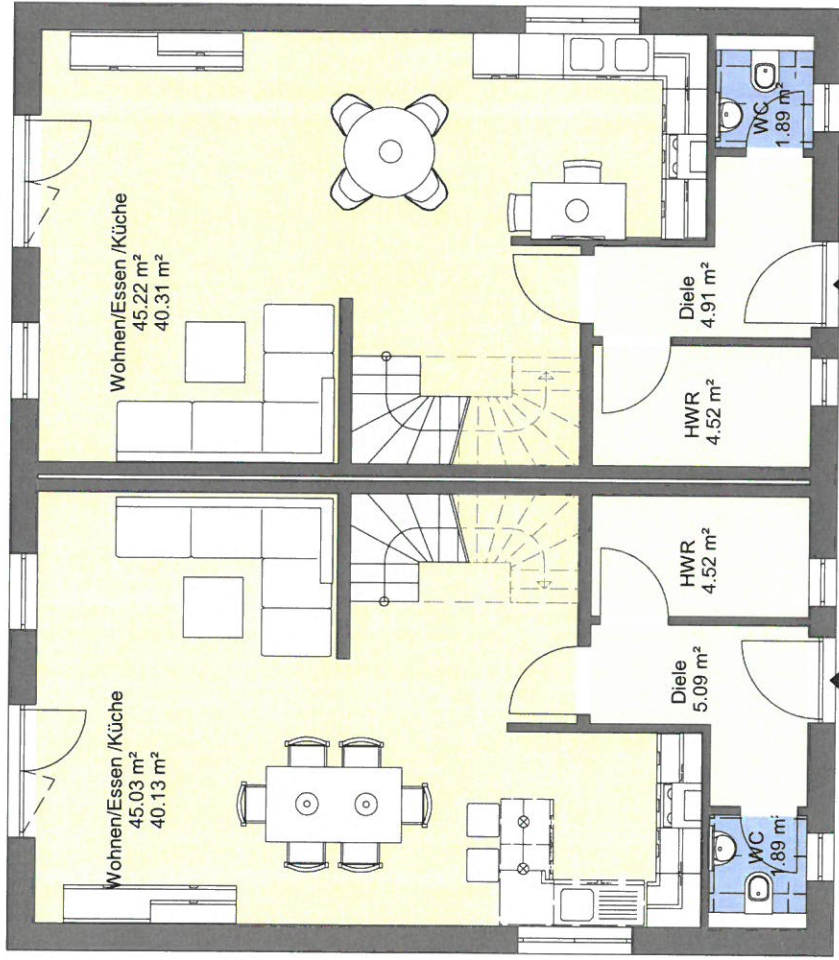 Wohnen/Essen /Küche
45.03 m²
40.13 m²
WC
1.89 m²
Diele
5.09 m²
HWR
4.52 m²
Wohnen/Essen /Küche
45.22 m²
40.31 m²
HWR
4.52 m²
Diele
4.91 m²
WC
1.89 m²